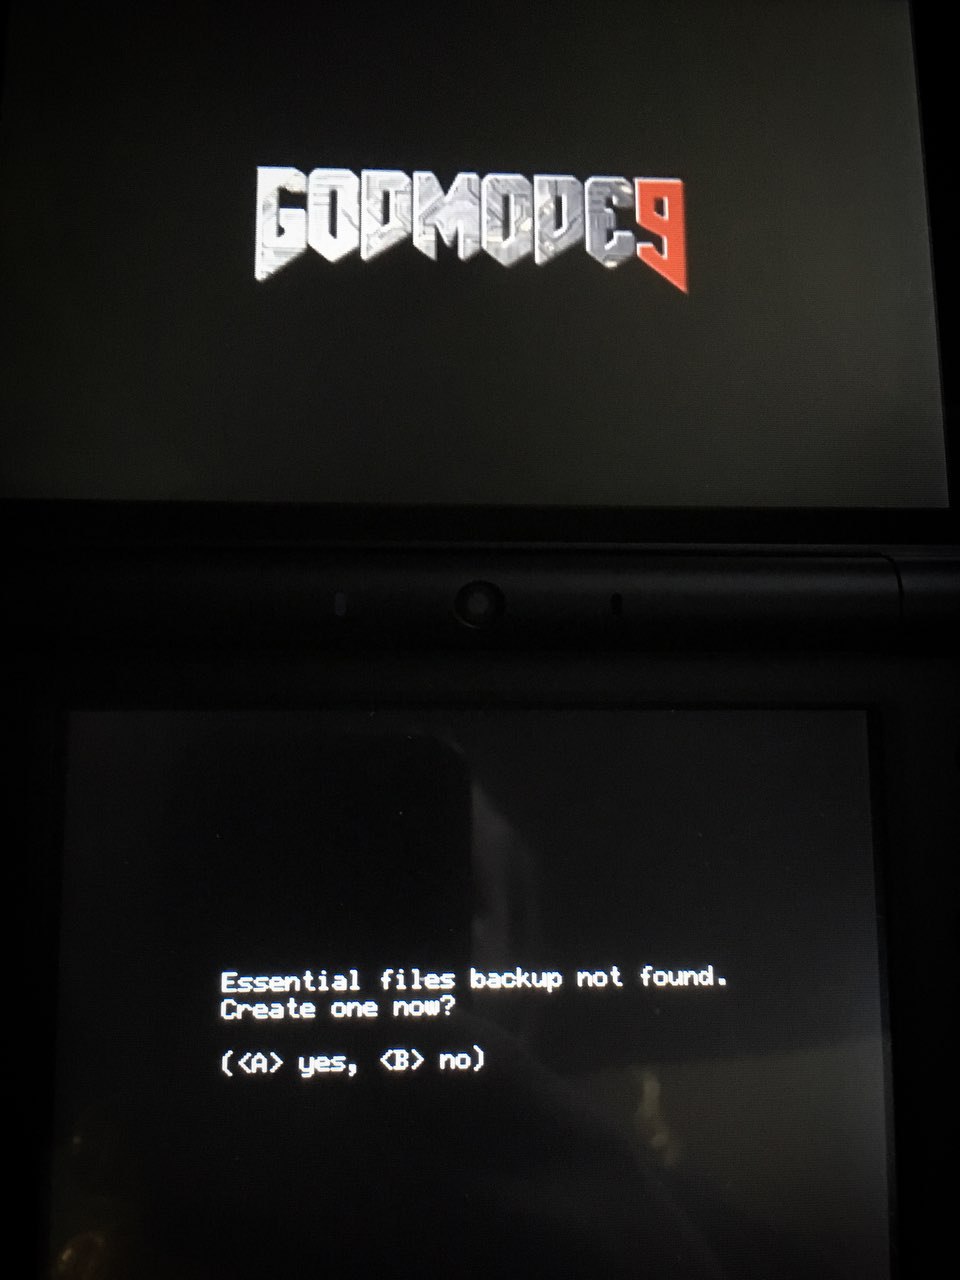 GODMODE9
Essential files backup not found.
Create one now?
(<A> yes, <B> no)